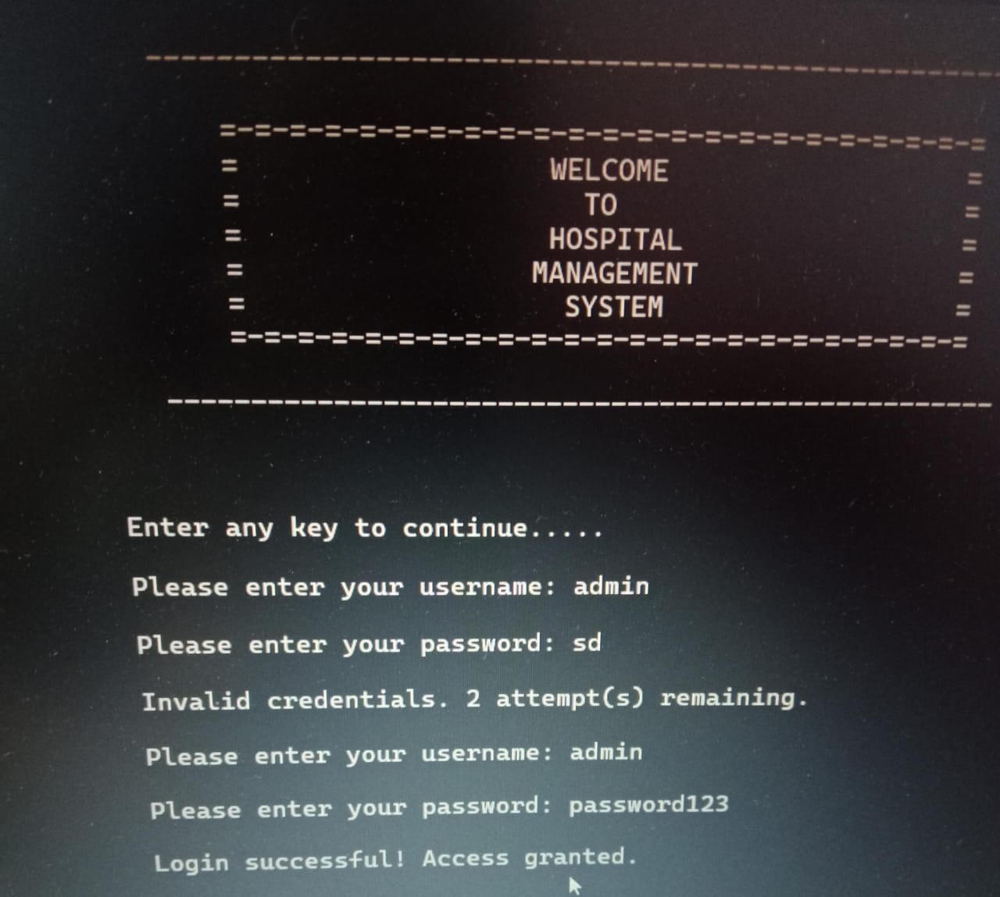 ------------------------------------------------
=-=-=-=-=-=-=-=-=-=-=-=-=-=-=-=-=-=-=-=-=-=-=
= WELCOME =
= TO =
= HOSPITAL =
= MANAGEMENT =
= SYSTEM =
=-=-=-=-=-=-=-=-=-=-=-=-=-=-=-=-=-=-=-=-=-=-=
------------------------------------------------
Enter any key to continue.....
Please enter your username: admin
Please enter your password: sd
Invalid credentials. 2 attempt(s) remaining.
Please enter your username: admin
Please enter your password: password123
Login successful! Access granted.